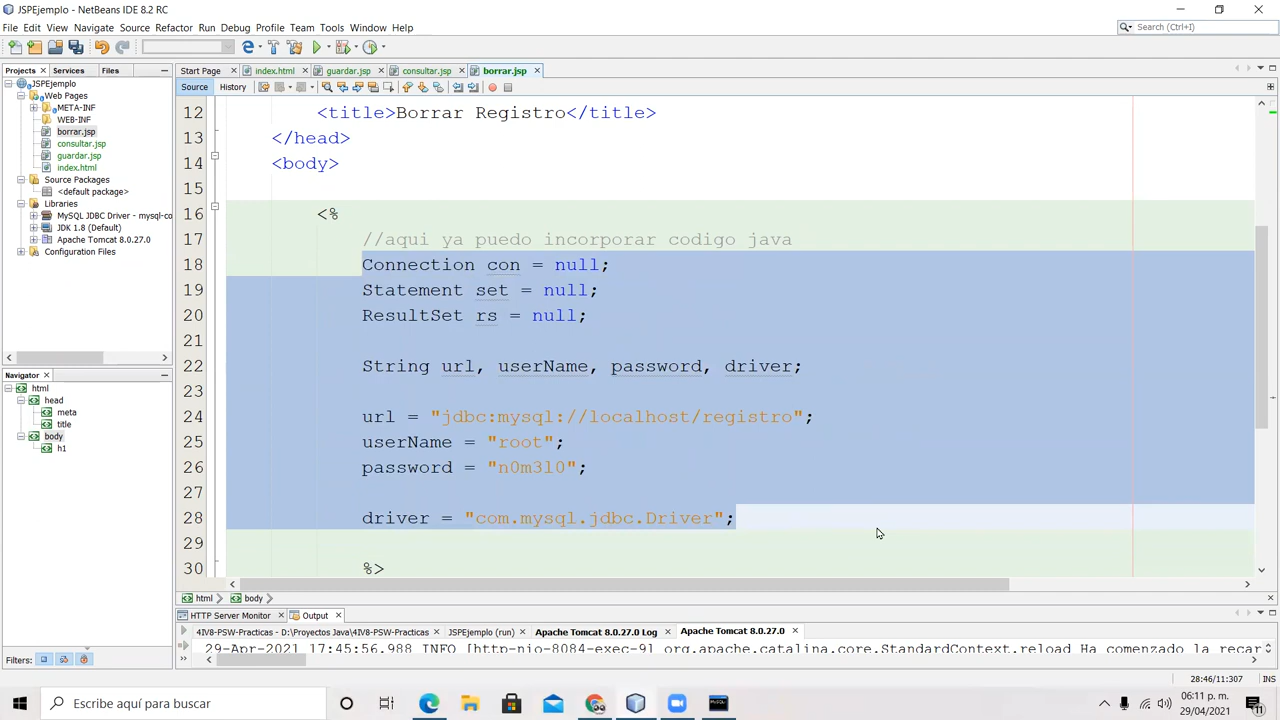 JSPEjemplo - NetBeans IDE 8.2 RC
File Edit View Navigate Source Refactor Run Debug Profile Team Tools Window Help
Search (Ctrl+I)
Projects Services Files
Start Page index.html guardar.jsp consultar.jsp borrar.jsp
Source History
JSPEjemplo
Web Pages
META-INF
WEB-INF
borrar.jsp
consultar.jsp
guardar.jsp
index.html
Source Packages
<default package>
Libraries
MySQL JDBC Driver - mysql-co
JDK 1.8 (Default)
Apache Tomcat 8.0.27.0
Configuration Files
Navigator
html
head
meta
title
body
h1
Filters:
12 <title>Borrar Registro</title>
13 </head>
14 <body>
15
16 <%
17 //aqui ya puedo incorporar codigo java
18 Connection con = null;
19 Statement set = null;
20 ResultSet rs = null;
21
22 String url, userName, password, driver;
23
24 url = "jdbc:mysql://localhost/registro";
25 userName = "root";
26 password = "n0m3l0";
27
28 driver = "com.mysql.jdbc.Driver";
29
30 %>
html body
HTTP Server Monitor Output
4IV8-PSW-Practicas - D:\Proyectos Java\4IV8-PSW-Practicas JSPEjemplo (run) Apache Tomcat 8.0.27.0 Log Apache Tomcat 8.0.27.0
29-Apr-2021 17:45:56.988 INFO [http-nio-8084-exec-9] org.apache.catalina.core.StandardContext.reload Ha comenzado la recar
28:46/11:307 INS
Escribe aquí para buscar
06:11 p. m.
29/04/2021
11